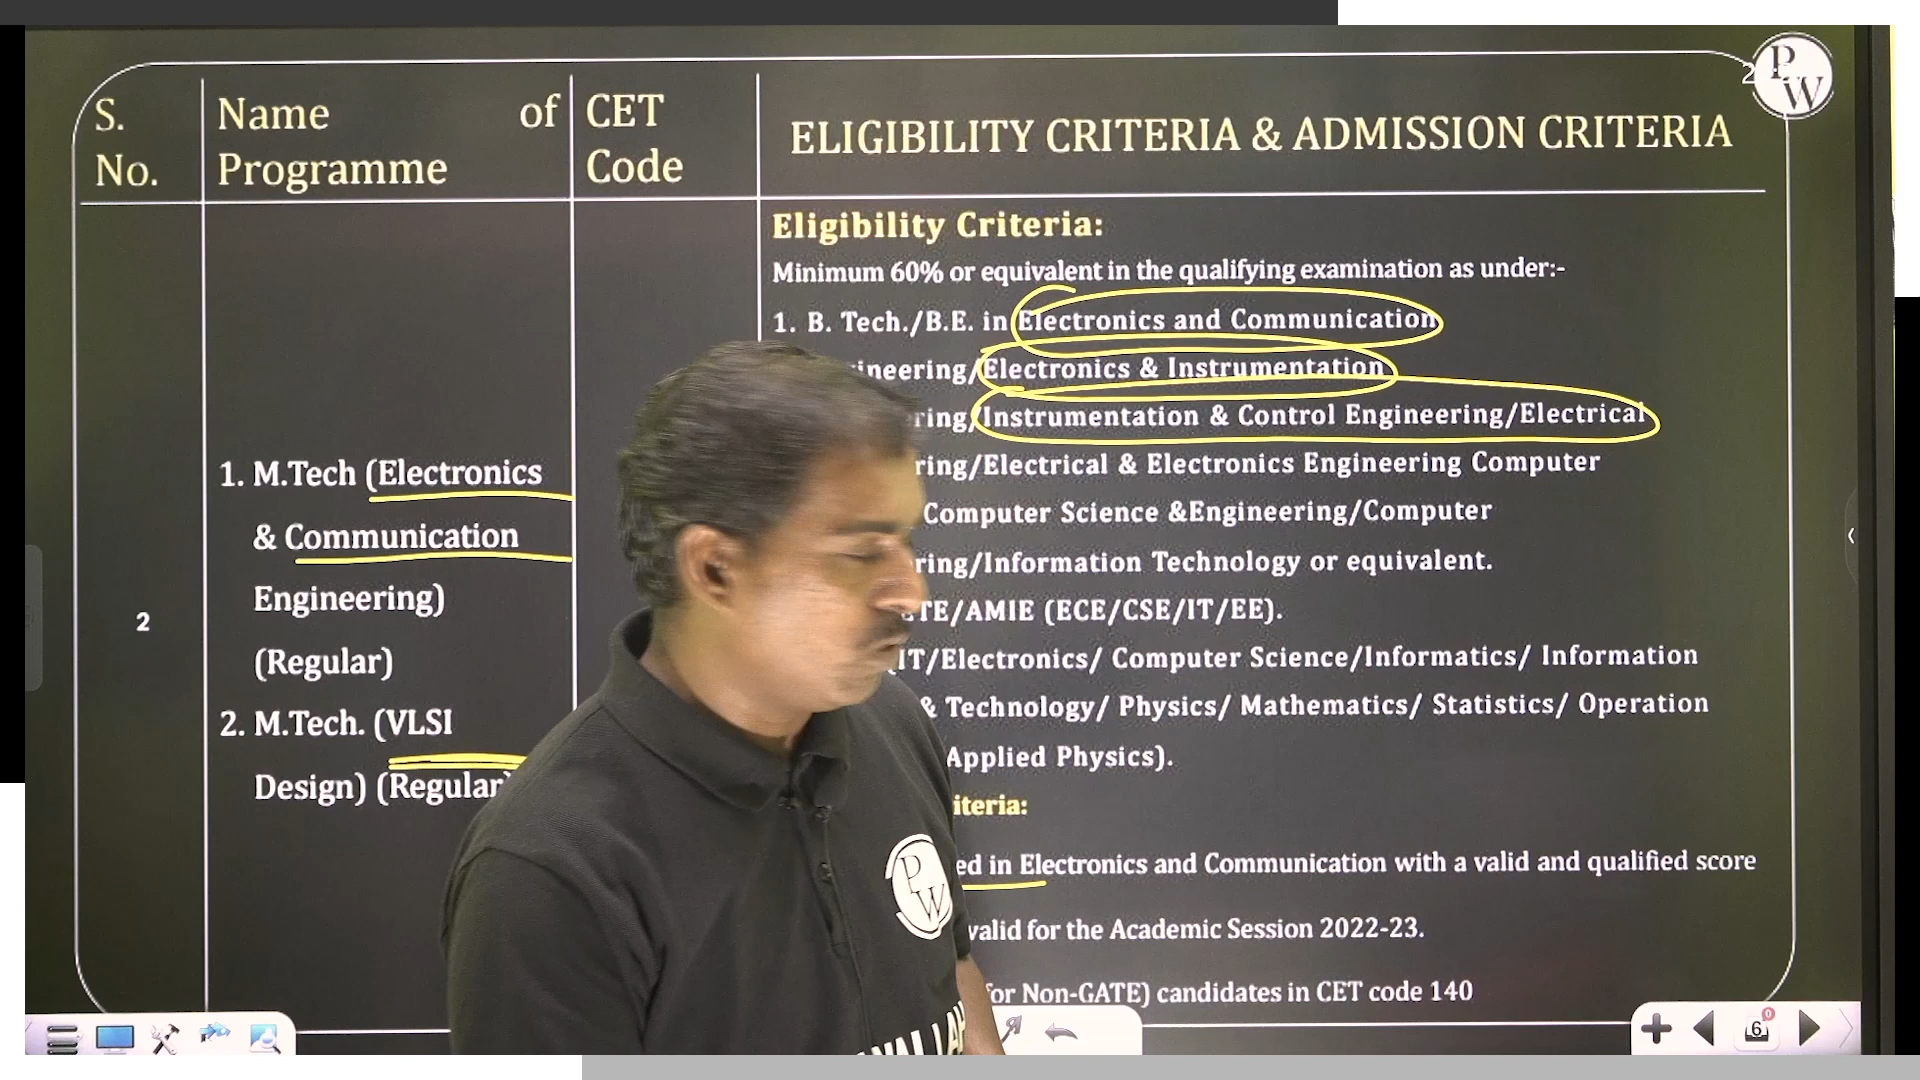 S. No.
Name of Programme
CET Code
ELIGIBILITY CRITERIA & ADMISSION CRITERIA
2
1. M.Tech (Electronics
& Communication
Engineering)
(Regular)
2. M.Tech. (VLSI
Design) (Regular)
Eligibility Criteria:
Minimum 60% or equivalent in the qualifying examination as under:-
1. B. Tech./B.E. in Electronics and Communication
ineering/Electronics & Instrumentation
ring/Instrumentation & Control Engineering/Electrical
ring/Electrical & Electronics Engineering Computer
Computer Science &Engineering/Computer
ring/Information Technology or equivalent.
TE/AMIE (ECE/CSE/IT/EE).
IT/Electronics/ Computer Science/Informatics/ Information
& Technology/ Physics/ Mathematics/ Statistics/ Operation
Applied Physics).
iteria:
ed in Electronics and Communication with a valid and qualified score
valid for the Academic Session 2022-23.
for Non-GATE) candidates in CET code 140
PW
PW
6
0